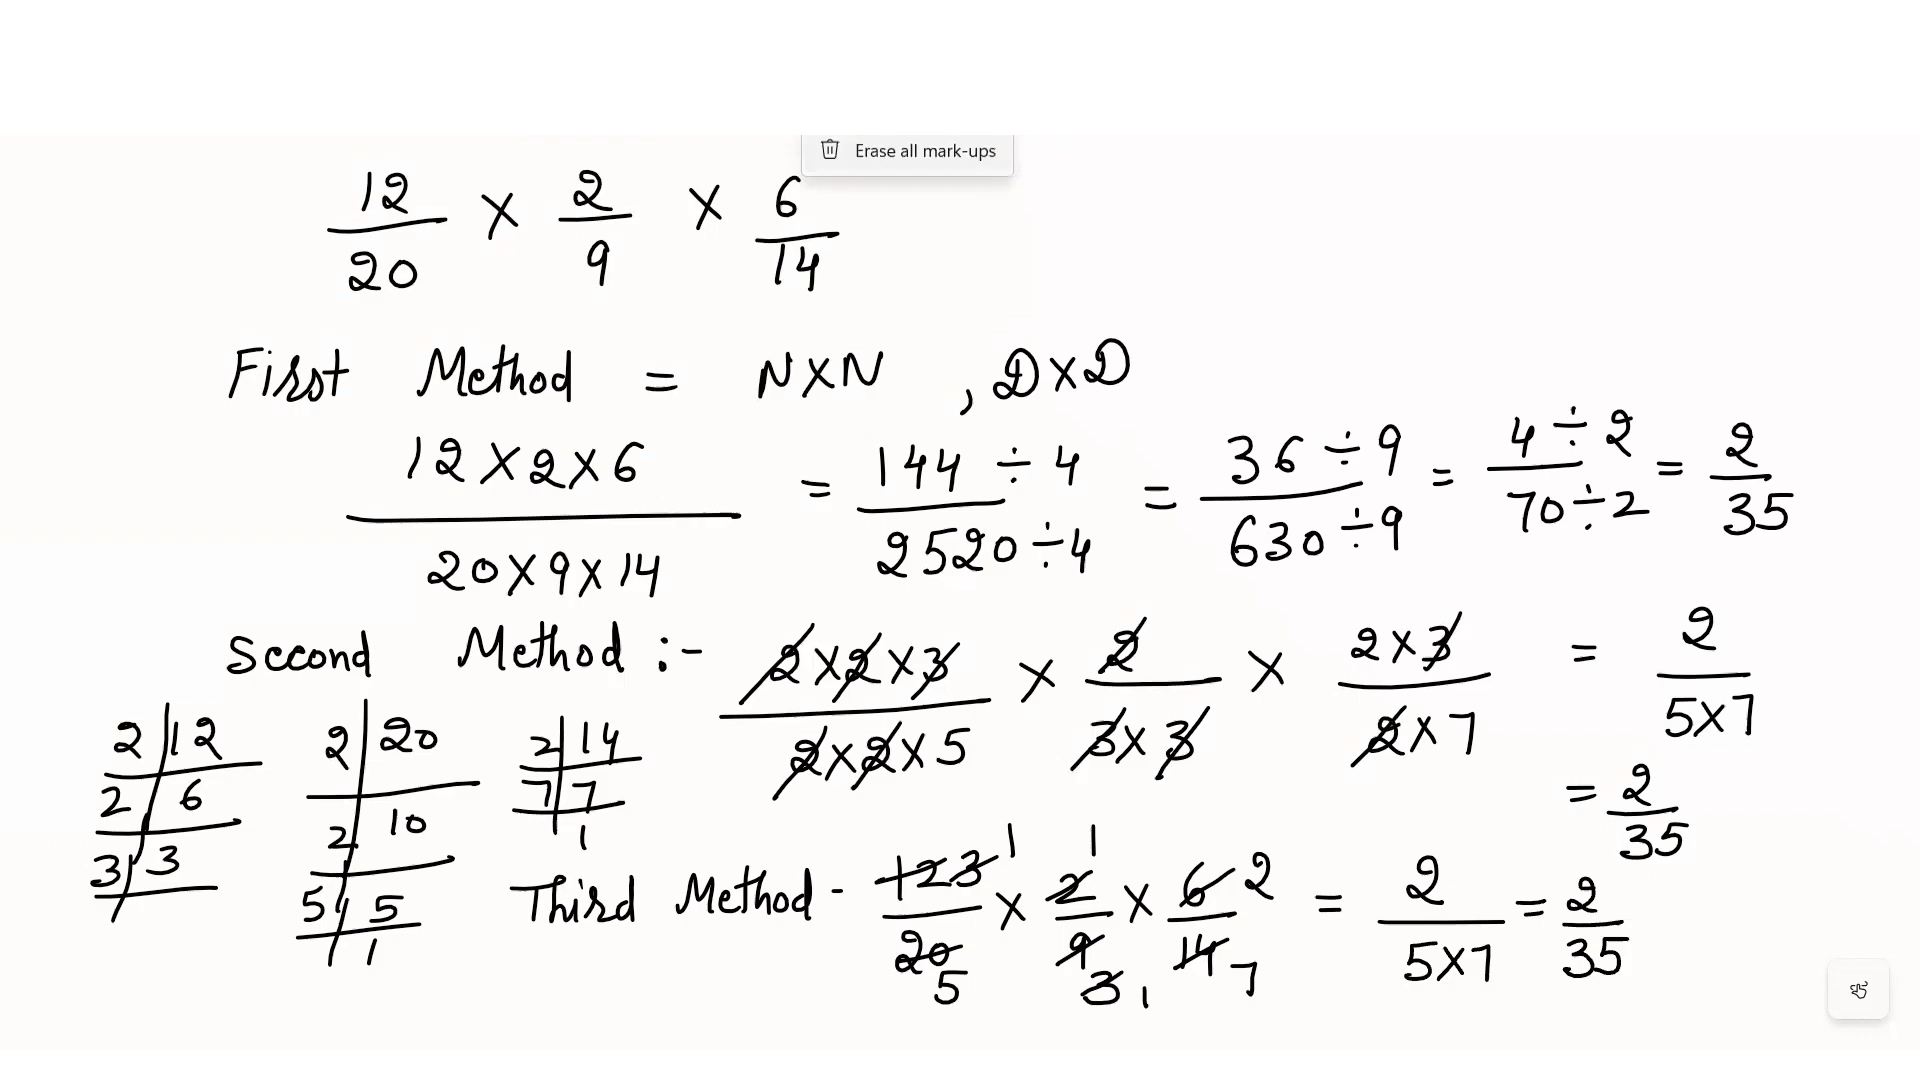 Erase all mark-ups
12/20 × 2/9 × 6/14
First Method = N×N , D×D
12×2×6 / 20×9×14 = 144÷4 / 2520÷4 = 36÷9 / 630÷9 = 4÷2 / 70÷2 = 2/35
Second Method :- 2×2×3 / 2×2×5 × 2 / 3×3 × 2×3 / 2×7 = 2 / 5×7
= 2/35
2 | 12
2 | 6
3 | 3
2 | 20
2 | 10
5 | 5
1
2 | 14
7 | 7
1
Third Method - 12 3 1 / 20 5 × 2 1 / 9 3 1 × 6 2 / 14 7 = 2 / 5×7 = 2/35